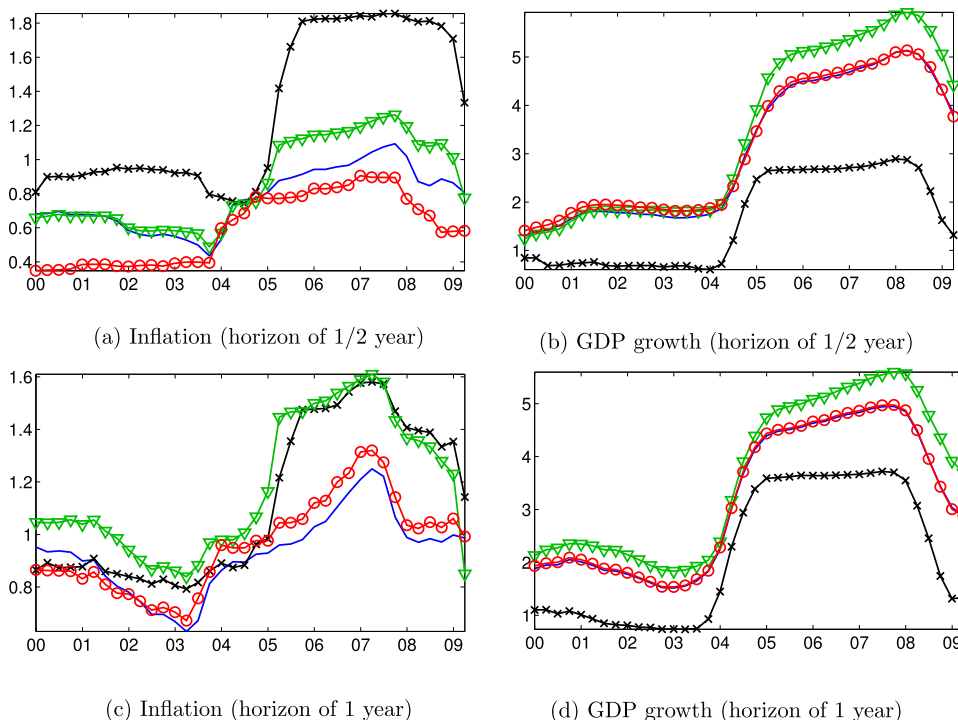 1.8
1.6
1.4
1.2
1
0.8
0.6
0.4
00 01 02 03 04 05 06 07 08 09
(a) Inflation (horizon of 1/2 year)
5
4
3
2
1
00 01 02 03 04 05 06 07 08 09
(b) GDP growth (horizon of 1/2 year)
1.6
1.4
1.2
1
0.8
00 01 02 03 04 05 06 07 08 09
(c) Inflation (horizon of 1 year)
5
4
3
2
1
00 01 02 03 04 05 06 07 08 09
(d) GDP growth (horizon of 1 year)